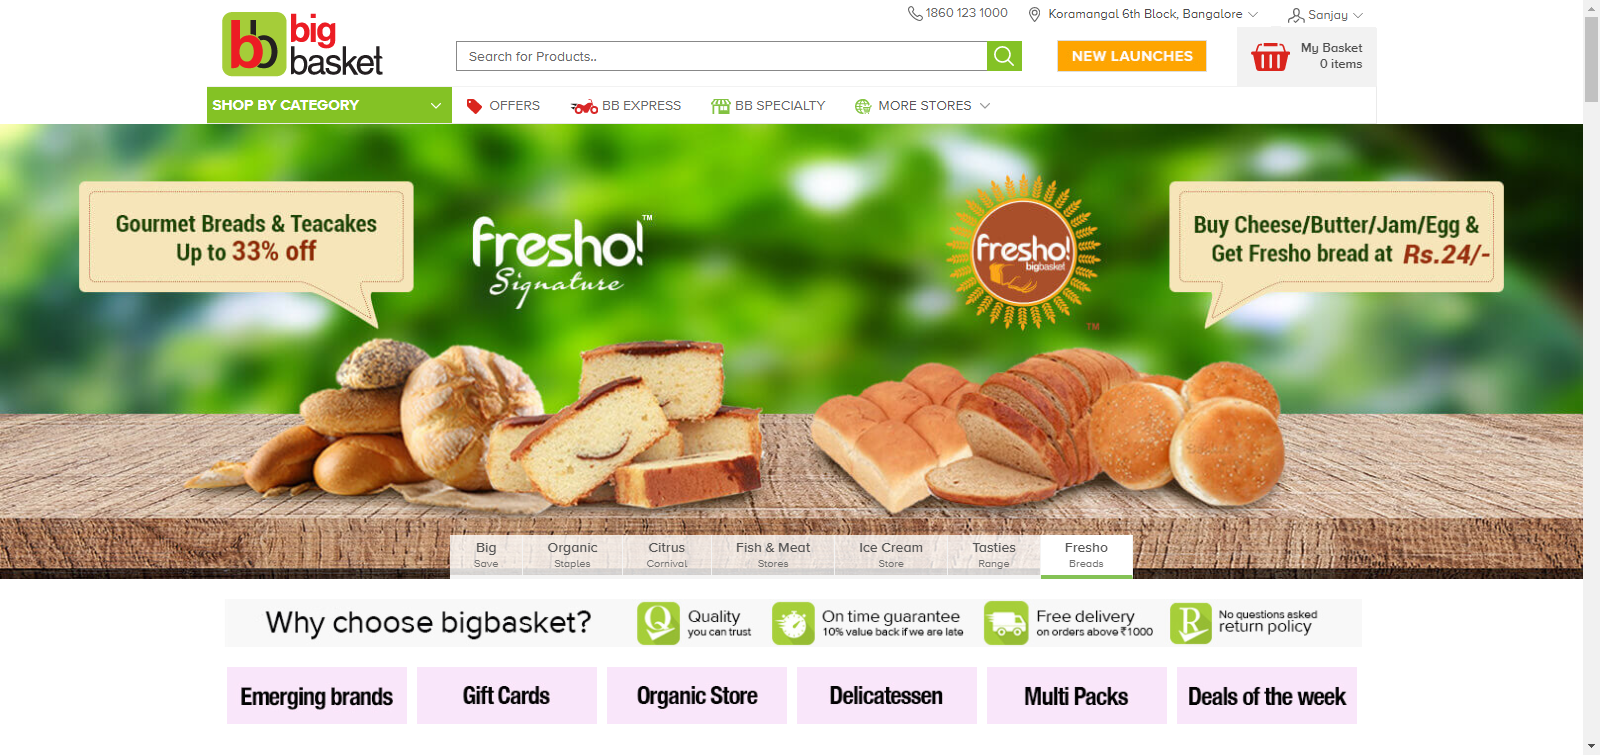 1860 123 1000
Koramangal 6th Block, Bangalore
Sanjay
bb big
basket
Search for Products..
NEW LAUNCHES
My Basket
0 items
SHOP BY CATEGORY
OFFERS
BB EXPRESS
BB SPECIALTY
MORE STORES
Gourmet Breads & Teacakes
Up to 33% off
fresho!™
Signature
fresho!
bigbasket
TM
Buy Cheese/Butter/Jam/Egg &
Get Fresho bread at Rs.24/-
Big
Save
Organic
Staples
Citrus
Cornival
Fish & Meat
Stores
Ice Cream
Store
Tasties
Range
Fresho
Breads
Why choose bigbasket?
Q
Quality
you can trust
On time guarantee
10% value back if we are late
Free delivery
on orders above ₹1000
R
No questions asked
return policy
Emerging brands
Gift Cards
Organic Store
Delicatessen
Multi Packs
Deals of the week